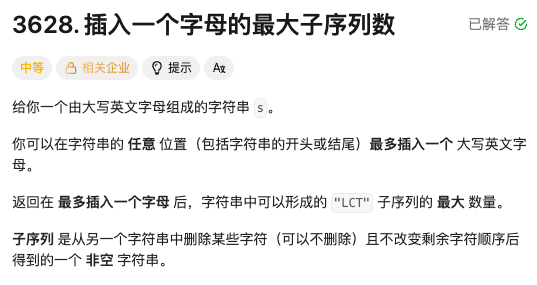 3628. 插入一个字母的最大子序列数
已解答
中等 相关企业 提示 A文
给你一个由大写英文字母组成的字符串 s。
你可以在字符串的 任意 位置（包括字符串的开头或结尾）最多插入一个 大写英文字
母。
返回在 最多插入一个字母 后，字符串中可以形成的 "LCT" 子序列的 最大 数量。
子序列 是从另一个字符串中删除某些字符（可以不删除）且不改变剩余字符顺序后
得到的一个 非空 字符串。